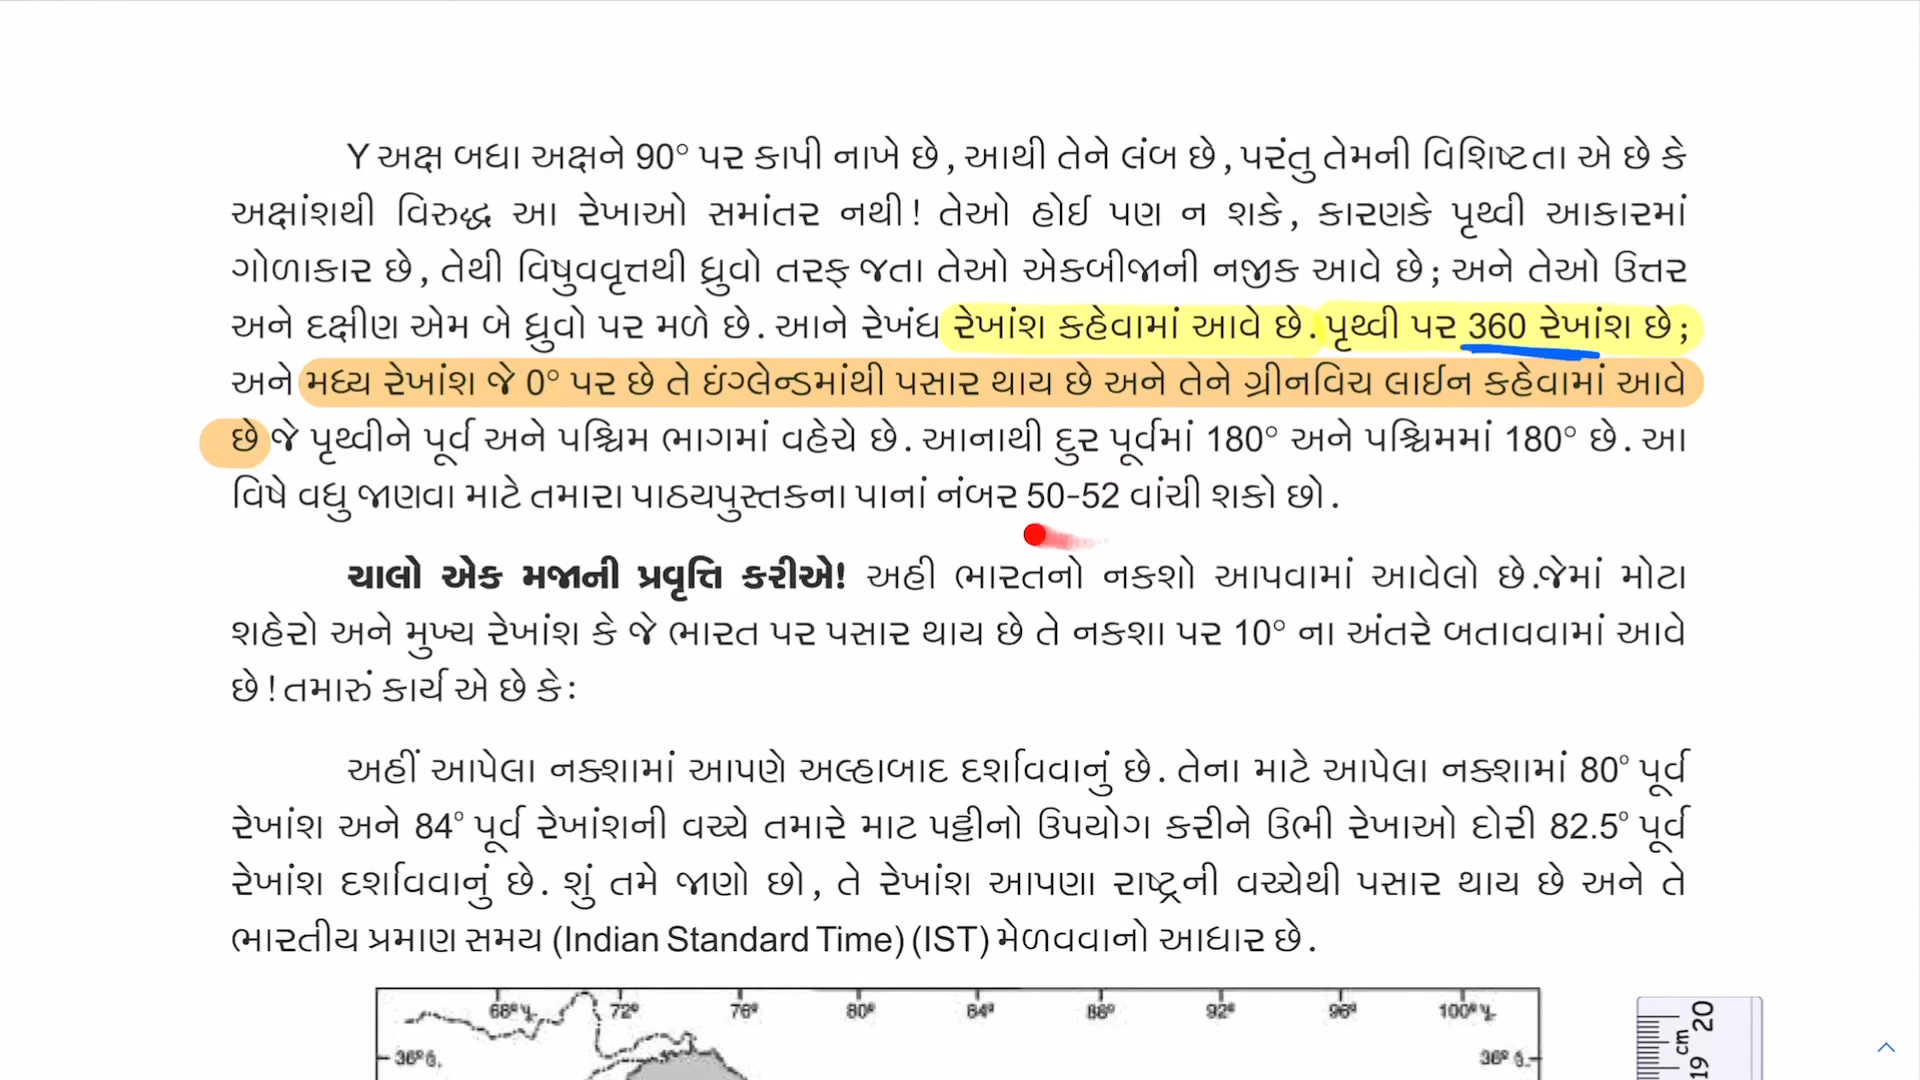 Y અક્ષ બધા અક્ષને 90° પર કાપી નાખે છે, આથી તેને લંબ છે, પરંતુ તેમની વિશિષ્ટતા એ છે કે
અક્ષાંશથી વિરુદ્ધ આ રેખાઓ સમાંતર નથી! તેઓ હોઈ પણ ન શકે, કારણકે પૃથ્વી આકારમાં
ગોળાકાર છે, તેથી વિષુવવૃત્તથી ધ્રુવો તરફ જતા તેઓ એકબીજાની નજીક આવે છે; અને તેઓ ઉત્તર
અને દક્ષીણ એમ બે ધ્રુવો પર મળે છે. આને રેખંધ રેખાંશ કહેવામાં આવે છે. પૃથ્વી પર 360 રેખાંશ છે;
અને મધ્ય રેખાંશ જે 0° પર છે તે ઇંગ્લેન્ડમાંથી પસાર થાય છે અને તેને ગ્રીનવિચ લાઈન કહેવામાં આવે
છે જે પૃથ્વીને પૂર્વ અને પશ્ચિમ ભાગમાં વહેચે છે. આનાથી દુર પૂર્વમાં 180° અને પશ્ચિમમાં 180° છે. આ
વિષે વધુ જાણવા માટે તમારા પાઠયપુસ્તકના પાનાં નંબર 50-52 વાંચી શકો છો.
ચાલો એક મજાની પ્રવૃત્તિ કરીએ! અહી ભારતનો નકશો આપવામાં આવેલો છે.જેમાં મોટા
શહેરો અને મુખ્ય રેખાંશ કે જે ભારત પર પસાર થાય છે તે નકશા પર 10° ના અંતરે બતાવવામાં આવે
છે! તમારું કાર્ય એ છે કે:
અહીં આપેલા નક્શામાં આપણે અલ્હાબાદ દર્શાવવાનું છે. તેના માટે આપેલા નક્શામાં 80° પૂર્વ
રેખાંશ અને 84° પૂર્વ રેખાંશની વચ્ચે તમારે માટ પટ્ટીનો ઉપયોગ કરીને ઉભી રેખાઓ દોરી 82.5° પૂર્વ
રેખાંશ દર્શાવવાનું છે. શું તમે જાણો છો, તે રેખાંશ આપણા રાષ્ટ્રની વચ્ચેથી પસાર થાય છે અને તે
ભારતીય પ્રમાણ સમય (Indian Standard Time) (IST) મેળવવાનો આધાર છે.
68° પૂ. 72° 76° 80° 84° 88° 92° 96° 100° પૂ.
36° ઉ. 36° ઉ.
20
cm
19